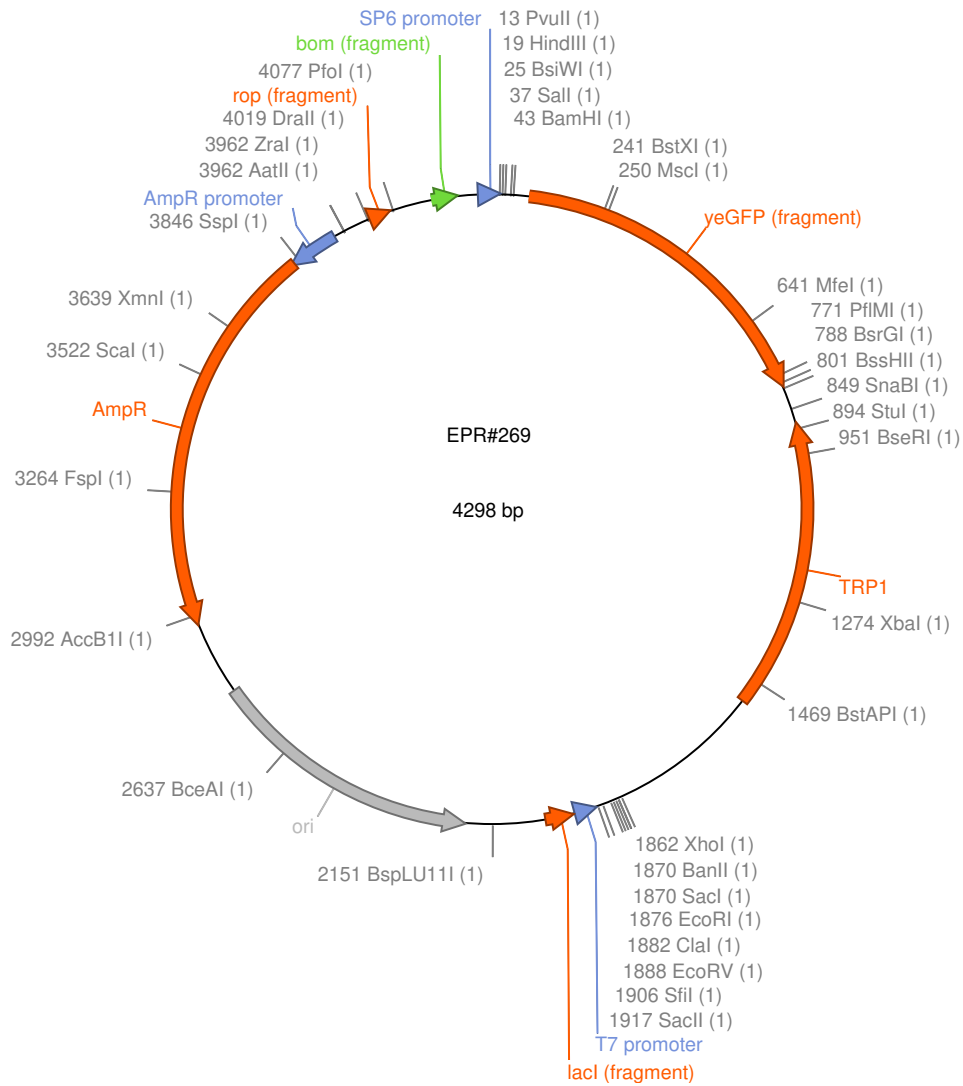 SP6 promoter
13 PvuII (1)
bom (fragment)
19 HindIII (1)
4077 PfoI (1)
25 BsiWI (1)
rop (fragment)
37 SalI (1)
4019 DraII (1)
43 BamHI (1)
3962 ZraI (1)
241 BstXI (1)
3962 AatII (1)
250 MscI (1)
AmpR promoter
3846 SspI (1)
yeGFP (fragment)
641 MfeI (1)
3639 XmnI (1)
771 PflMI (1)
788 BsrGI (1)
3522 ScaI (1)
801 BssHII (1)
849 SnaBI (1)
AmpR
894 StuI (1)
EPR#269
951 BseRI (1)
3264 FspI (1)
4298 bp
TRP1
1274 XbaI (1)
2992 AccB1I (1)
1469 BstAPI (1)
2637 BceAI (1)
ori
1862 XhoI (1)
2151 BspLU11I (1)
1870 BanII (1)
1870 SacI (1)
1876 EcoRI (1)
1882 ClaI (1)
1888 EcoRV (1)
1906 SfiI (1)
1917 SacII (1)
T7 promoter
lacI (fragment)